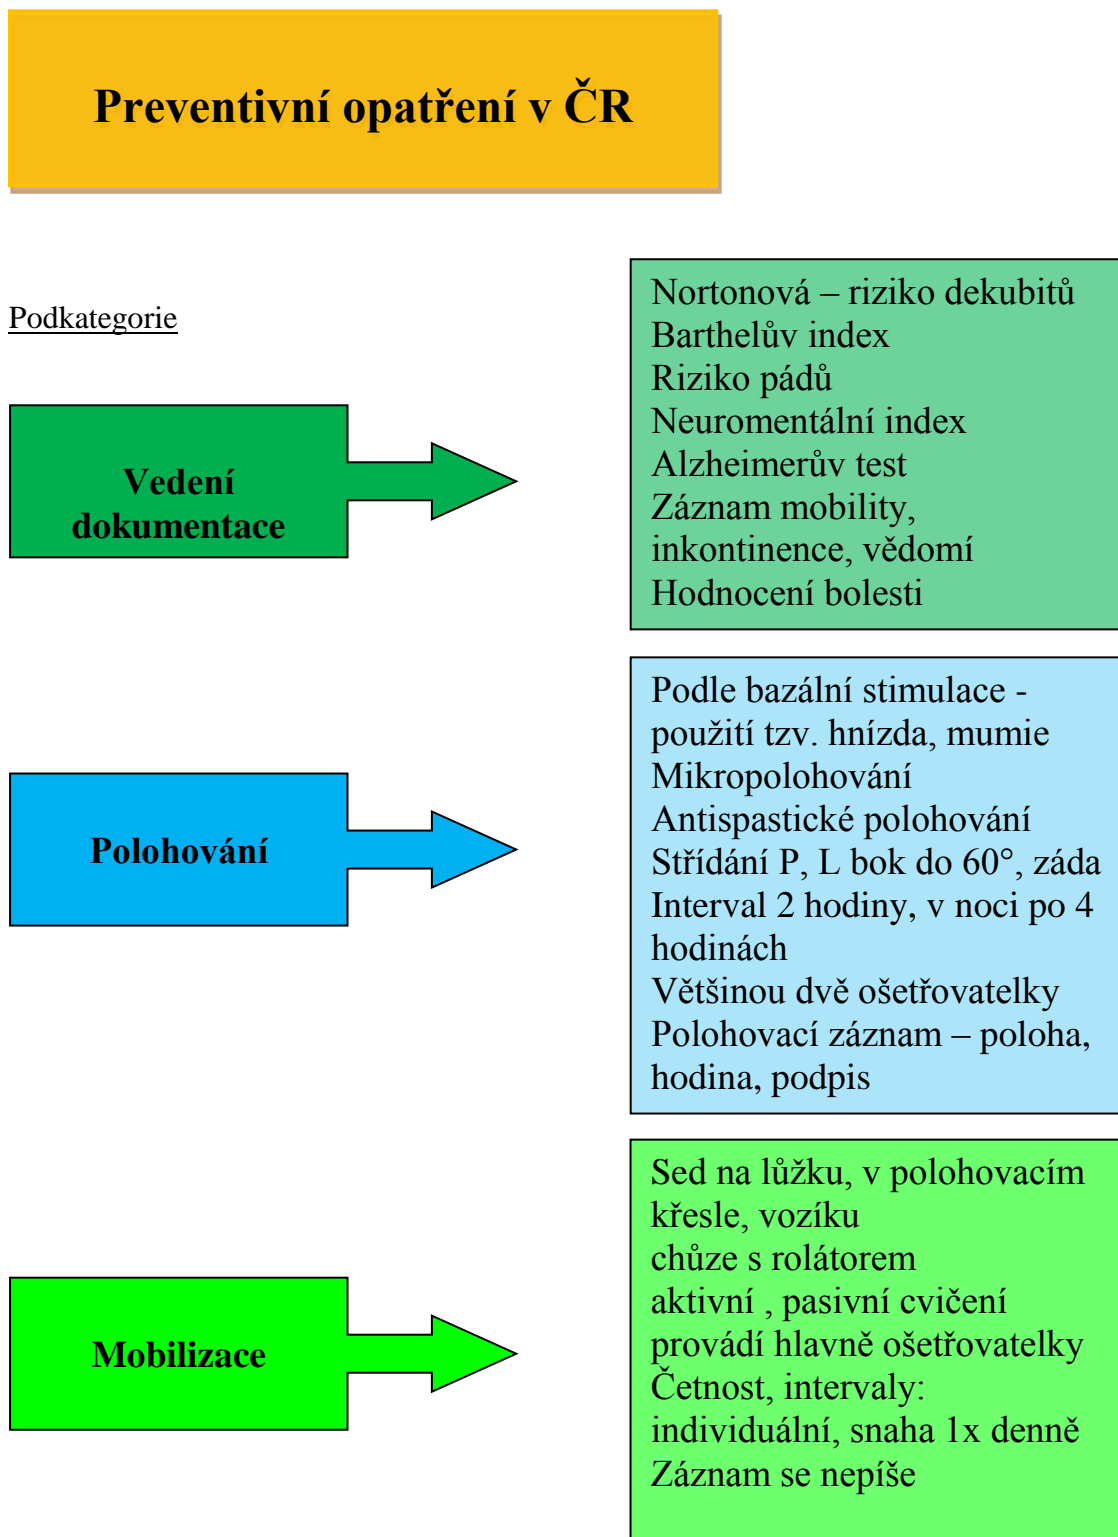 Preventivní opatření v ČR
Podkategorie
Vedení
dokumentace
Nortonová – riziko dekubitů
Barthelův index
Riziko pádů
Neuromentální index
Alzheimerův test
Záznam mobility,
inkontinence, vědomí
Hodnocení bolesti
Polohování
Podle bazální stimulace -
použití tzv. hnízda, mumie
Mikropolohování
Antispastické polohování
Střídání P, L bok do 60°, záda
Interval 2 hodiny, v noci po 4
hodinách
Většinou dvě ošetřovatelky
Polohovací záznam – poloha,
hodina, podpis
Mobilizace
Sed na lůžku, v polohovacím
křesle, vozíku
chůze s rolátorem
aktivní , pasivní cvičení
provádí hlavně ošetřovatelky
Četnost, intervaly:
individuální, snaha 1x denně
Záznam se nepíše